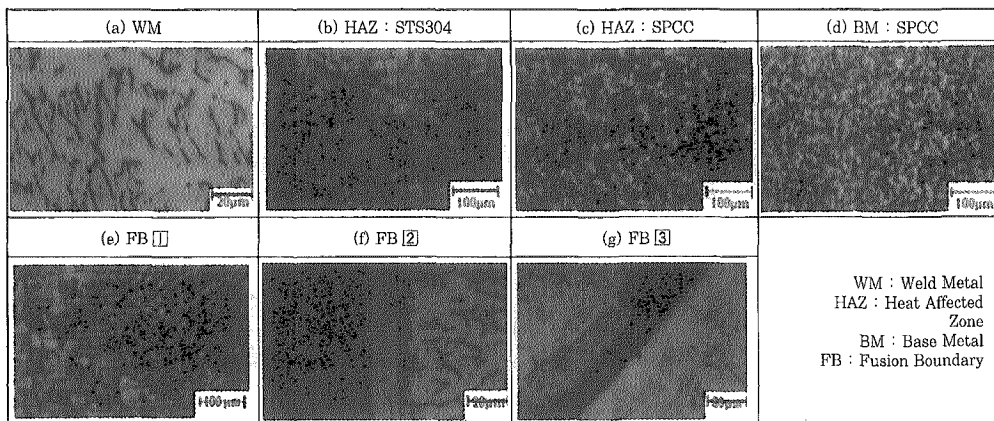 (a) WM
(b) HAZ : STS304
(c) HAZ : SPCC
(d) BM : SPCC
20μm
100μm
100μm
100μm
(e) FB 1
(f) FB 2
(g) FB 3
100μm
20μm
WM : Weld Metal
HAZ : Heat Affected
Zone
BM : Base Metal
FB : Fusion Boundary